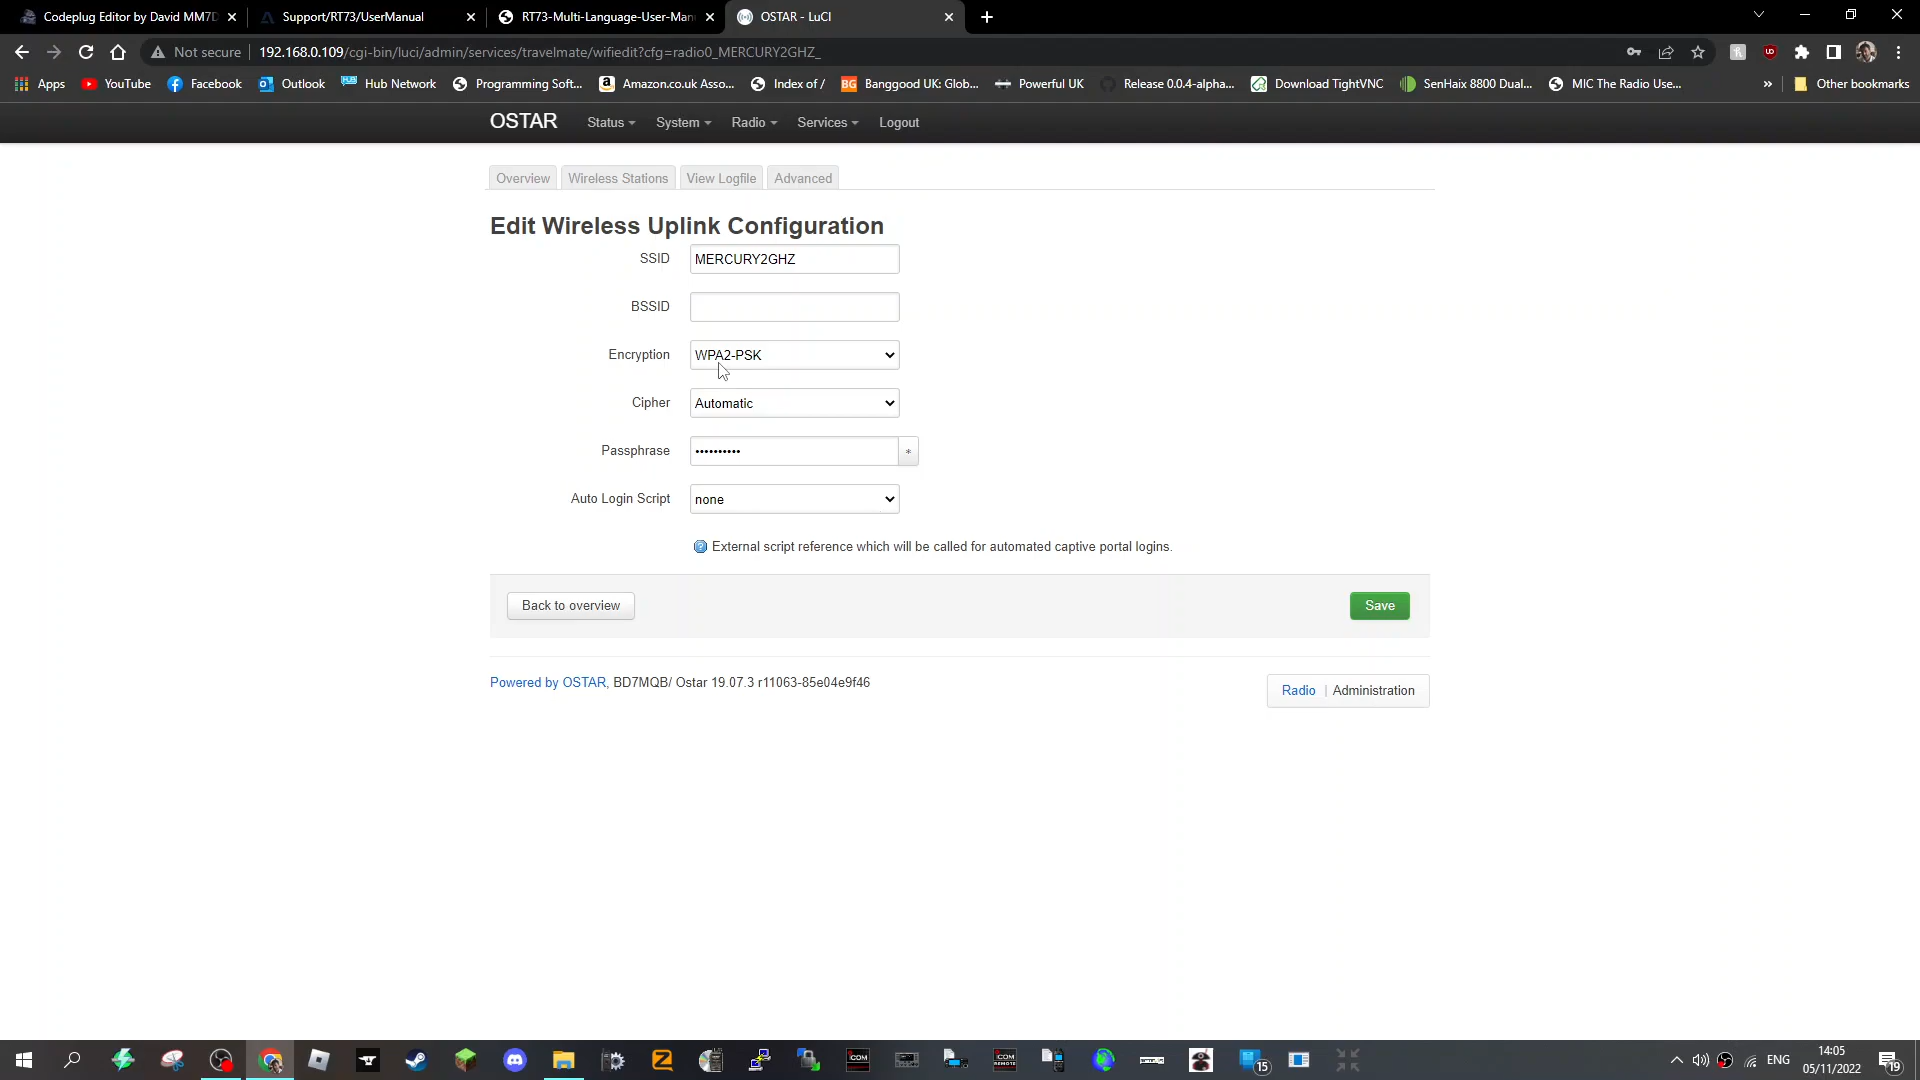 Codeplug Editor by David MM7D
Support/RT73/UserManual
RT73-Multi-Language-User-Man
OSTAR - LuCI
Not secure
192.168.0.109/cgi-bin/luci/admin/services/travelmate/wifiedit?cfg=radio0_MERCURY2GHZ_
Apps
YouTube
Facebook
Outlook
Hub Network
Programming Soft...
Amazon.co.uk Asso...
Index of /
BG
Banggood UK: Glob...
Powerful UK
Release 0.0.4-alpha...
Download TightVNC
SenHaix 8800 Dual...
MIC The Radio Use...
»
Other bookmarks
OSTAR
Status
System
Radio
Services
Logout
Overview
Wireless Stations
View Logfile
Advanced
Edit Wireless Uplink Configuration
SSID
MERCURY2GHZ
BSSID
Encryption
WPA2-PSK
Cipher
Automatic
Passphrase
••••••••••
*
Auto Login Script
none
External script reference which will be called for automated captive portal logins.
Back to overview
Save
Powered by OSTAR, BD7MQB/ Ostar 19.07.3 r11063-85e04e9f46
Radio | Administration
15
ENG
14:05
05/11/2022
19